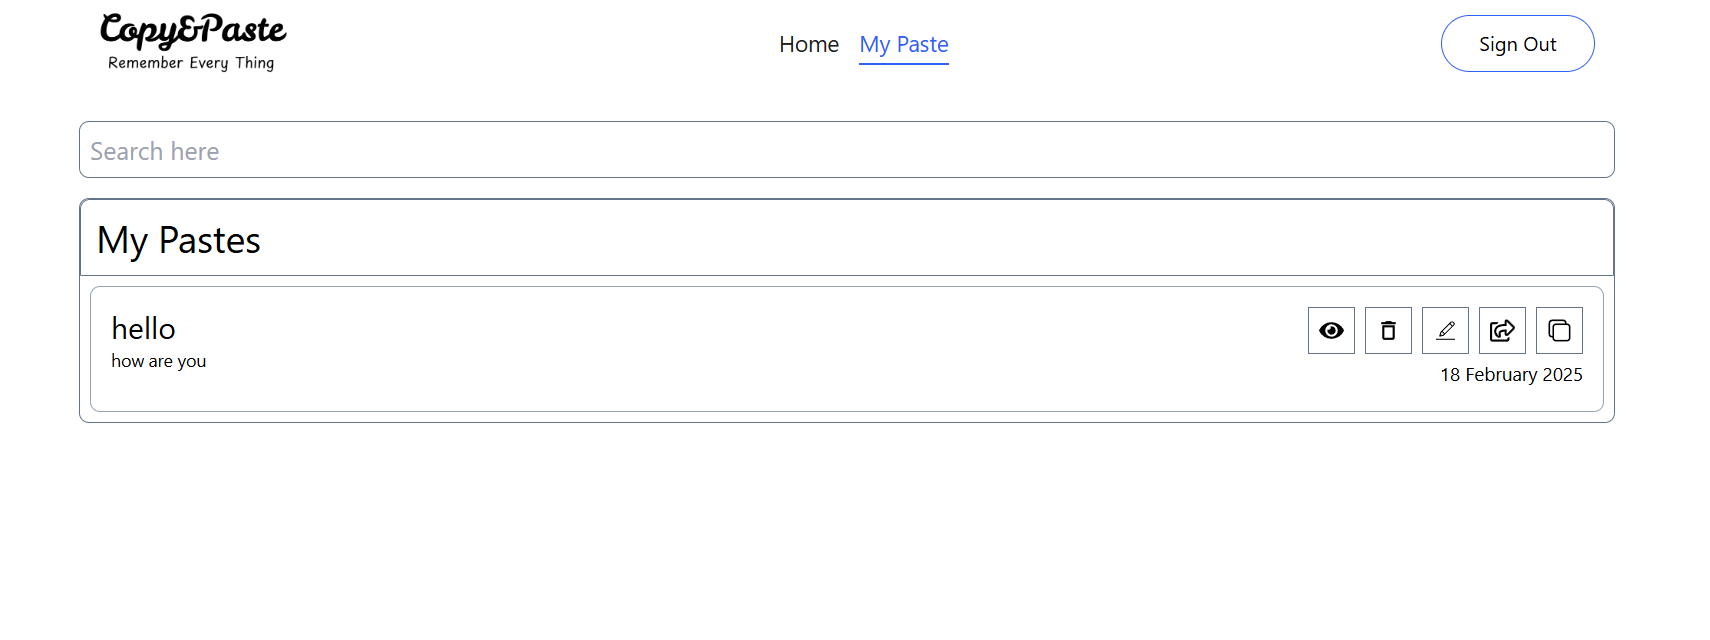 Copy&Paste
Remember Every Thing
Home My Paste
Sign Out
Search here
My Pastes
hello
how are you
18 February 2025